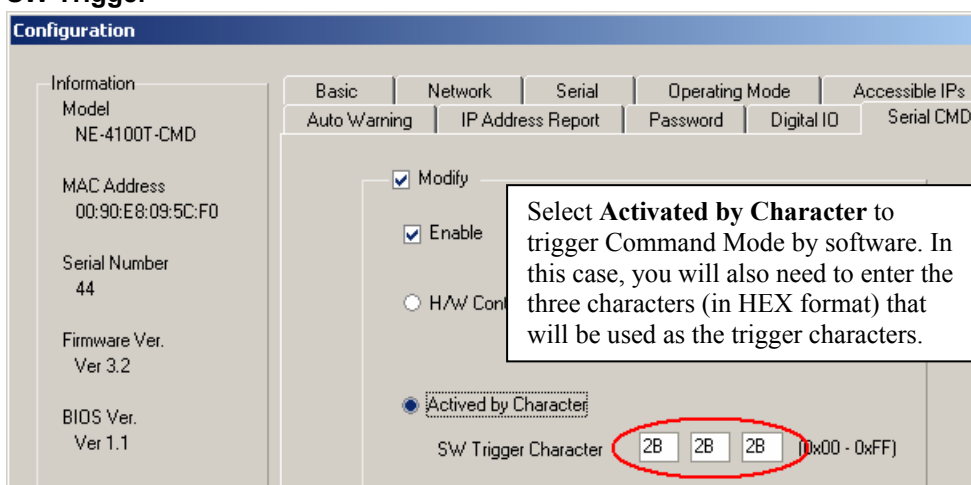 SW Trigger
Configuration
Information
Model
NE-4100T-CMD
MAC Address
00:90:E8:09:5C:F0
Serial Number
44
Firmware Ver.
Ver 3.2
BIOS Ver.
Ver 1.1
Basic Network Serial Operating Mode Accessible IPs
Auto Warning IP Address Report Password Digital IO Serial CMD
Modify
Enable
H/W Cont
Select Activated by Character to
trigger Command Mode by software. In
this case, you will also need to enter the
three characters (in HEX format) that
will be used as the trigger characters.
Actived by Character
SW Trigger Character 2B 2B 2B (0x00 - 0xFF)